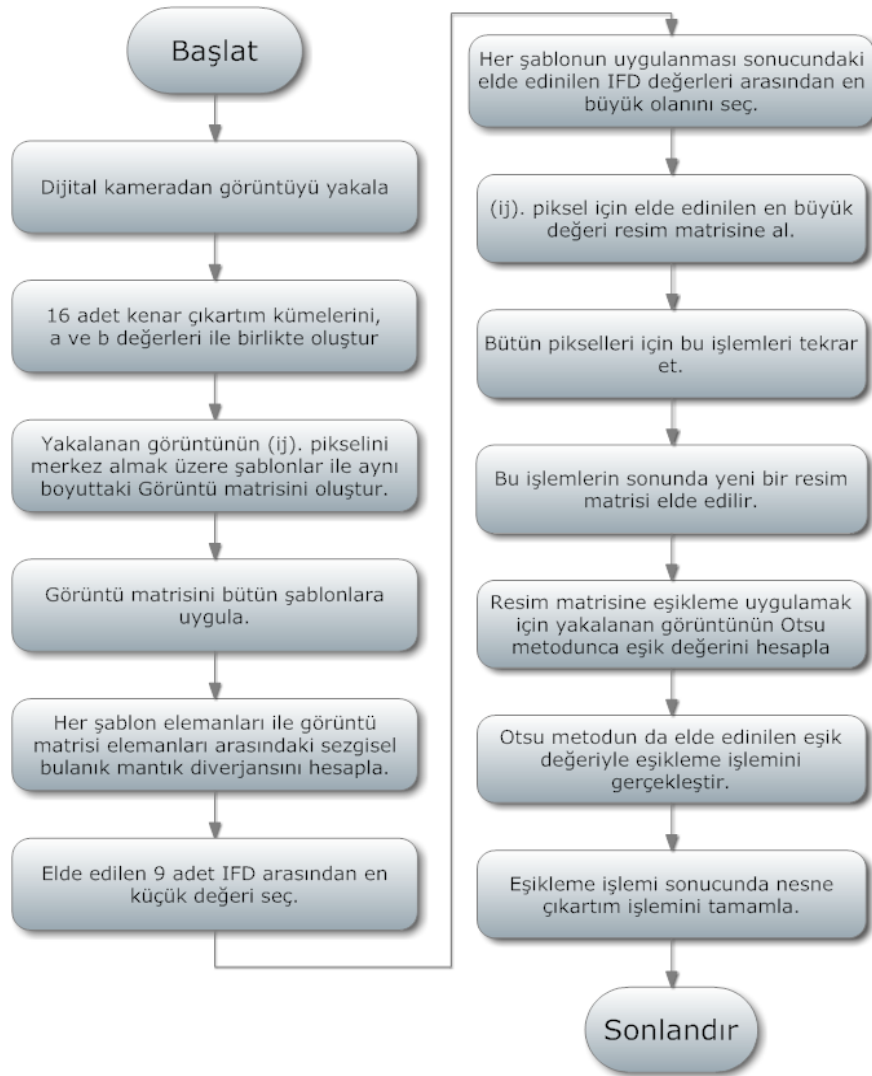 Başlat
Dijital kameradan görüntüyü yakala
16 adet kenar çıkartım kümelerini,
a ve b değerleri ile birlikte oluştur
Yakalanan görüntünün (ij). pikselini
merkez almak üzere şablonlar ile aynı
boyuttaki Görüntü matrisini oluştur.
Görüntü matrisini bütün şablonlara
uygula.
Her şablon elemanları ile görüntü
matrisi elemanları arasındaki sezgisel
bulanık mantık diverjansını hesapla.
Elde edilen 9 adet IFD arasından en
küçük değeri seç.
Her şablonun uygulanması sonucundaki
elde edinilen IFD değerleri arasından en
büyük olanını seç.
(ij). piksel için elde edinilen en büyük
değeri resim matrisine al.
Bütün pikselleri için bu işlemleri tekrar
et.
Bu işlemlerin sonunda yeni bir resim
matrisi elde edilir.
Resim matrisine eşikleme uygulamak
için yakalanan görüntünün Otsu
metodunca eşik değerini hesapla
Otsu metodun da elde edinilen eşik
değeriyle eşikleme işlemini
gerçekleştir.
Eşikleme işlemi sonucunda nesne
çıkartım işlemini tamamla.
Sonlandır